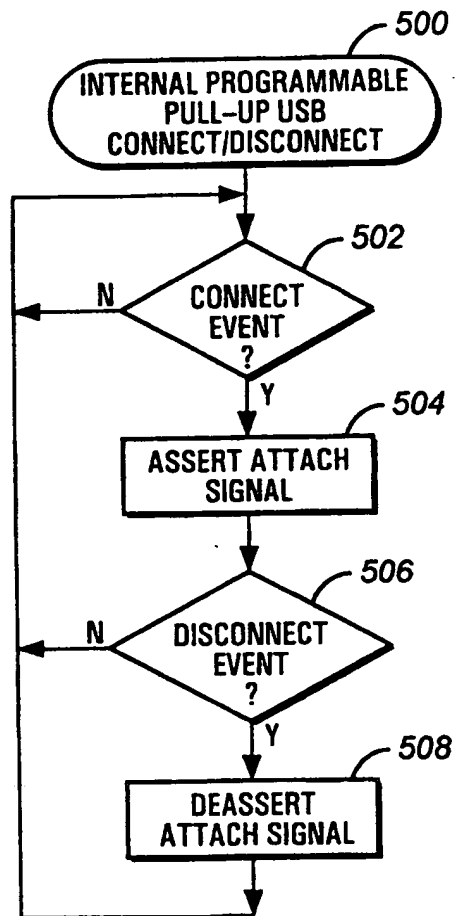 500
INTERNAL PROGRAMMABLE
PULL-UP USB
CONNECT/DISCONNECT
502
N
CONNECT
EVENT
?
Y
504
ASSERT ATTACH
SIGNAL
506
N
DISCONNECT
EVENT
?
Y
508
DEASSERT
ATTACH SIGNAL